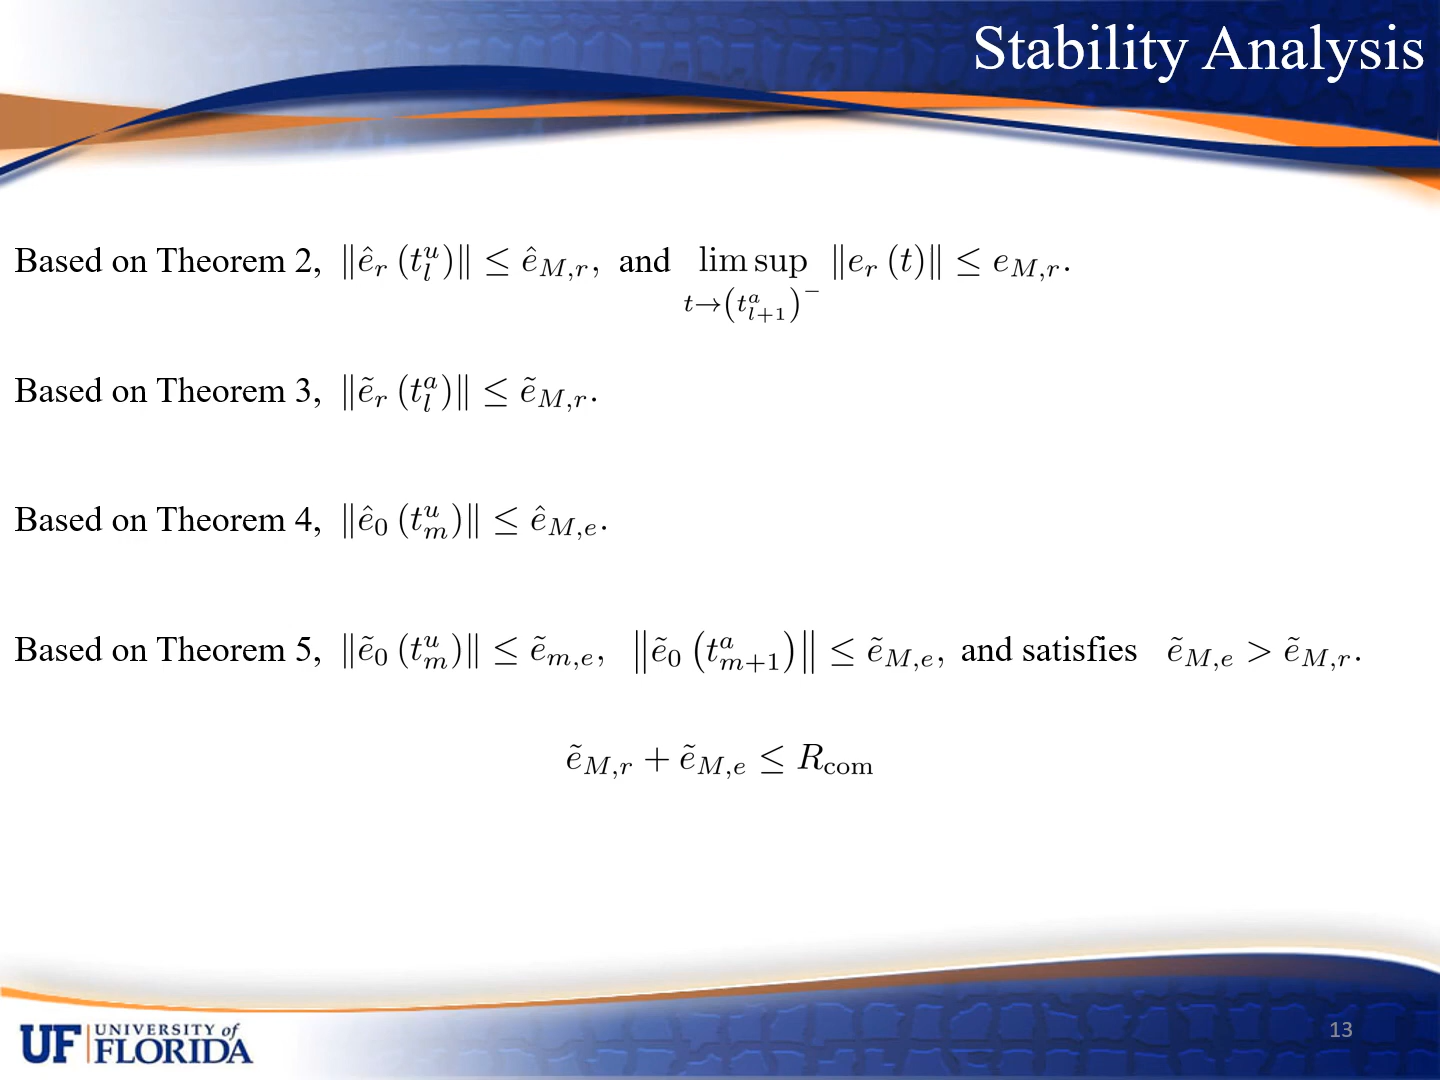 Stability Analysis
Based on Theorem 2, ‖ê_r (t_l^u)‖ ≤ ê_{M,r}, and lim sup_{t→(t_{l+1}^a)^−} ‖e_r (t)‖ ≤ e_{M,r}.
Based on Theorem 3, ‖ẽ_r (t_l^a)‖ ≤ ẽ_{M,r}.
Based on Theorem 4, ‖ê_0 (t_m^u)‖ ≤ ê_{M,e}.
Based on Theorem 5, ‖ẽ_0 (t_m^u)‖ ≤ ẽ_{m,e}, ‖ẽ_0 (t_{m+1}^a)‖ ≤ ẽ_{M,e}, and satisfies ẽ_{M,e} > ẽ_{M,r}.
ẽ_{M,r} + ẽ_{M,e} ≤ R_com
UF UNIVERSITY of
FLORIDA
13